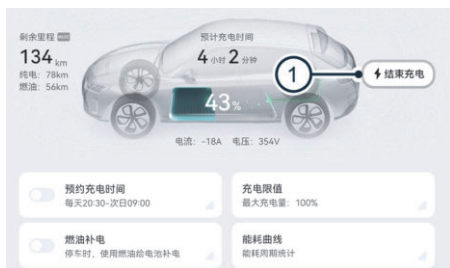 剩余里程
134 km
纯电: 78km
燃油: 56km
预计充电时间
4 小时 2 分钟
1
结束充电
43%
电流: -18A 电压: 354V
预约充电时间
每天20:30-次日09:00
充电限值
最大充电量: 100%
燃油补电
停车时，使用燃油给电池补电
能耗曲线
能耗周期统计